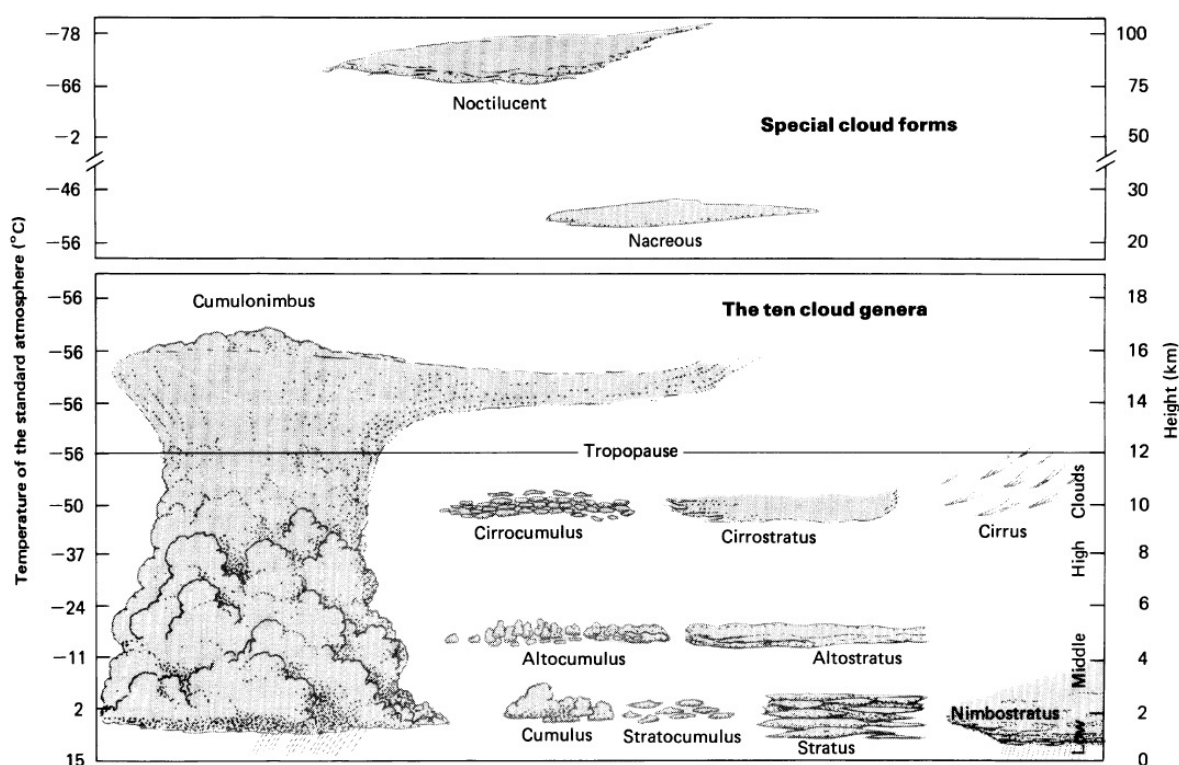 −78
100
−66
75
Noctilucent
Special cloud forms
−2
50
−46
30
Nacreous
−56
20
Temperature of the standard atmosphere (°C)
Height (km)
Cumulonimbus
The ten cloud genera
−56
18
−56
16
−56
14
−56
Tropopause
12
−50
10
Cirrocumulus
Cirrostratus
Cirrus
High Clouds
−37
8
−24
6
Altocumulus
Altostratus
Middle
−11
4
2
2
Cumulus
Stratocumulus
Stratus
Nimbostratus
Low
15
0